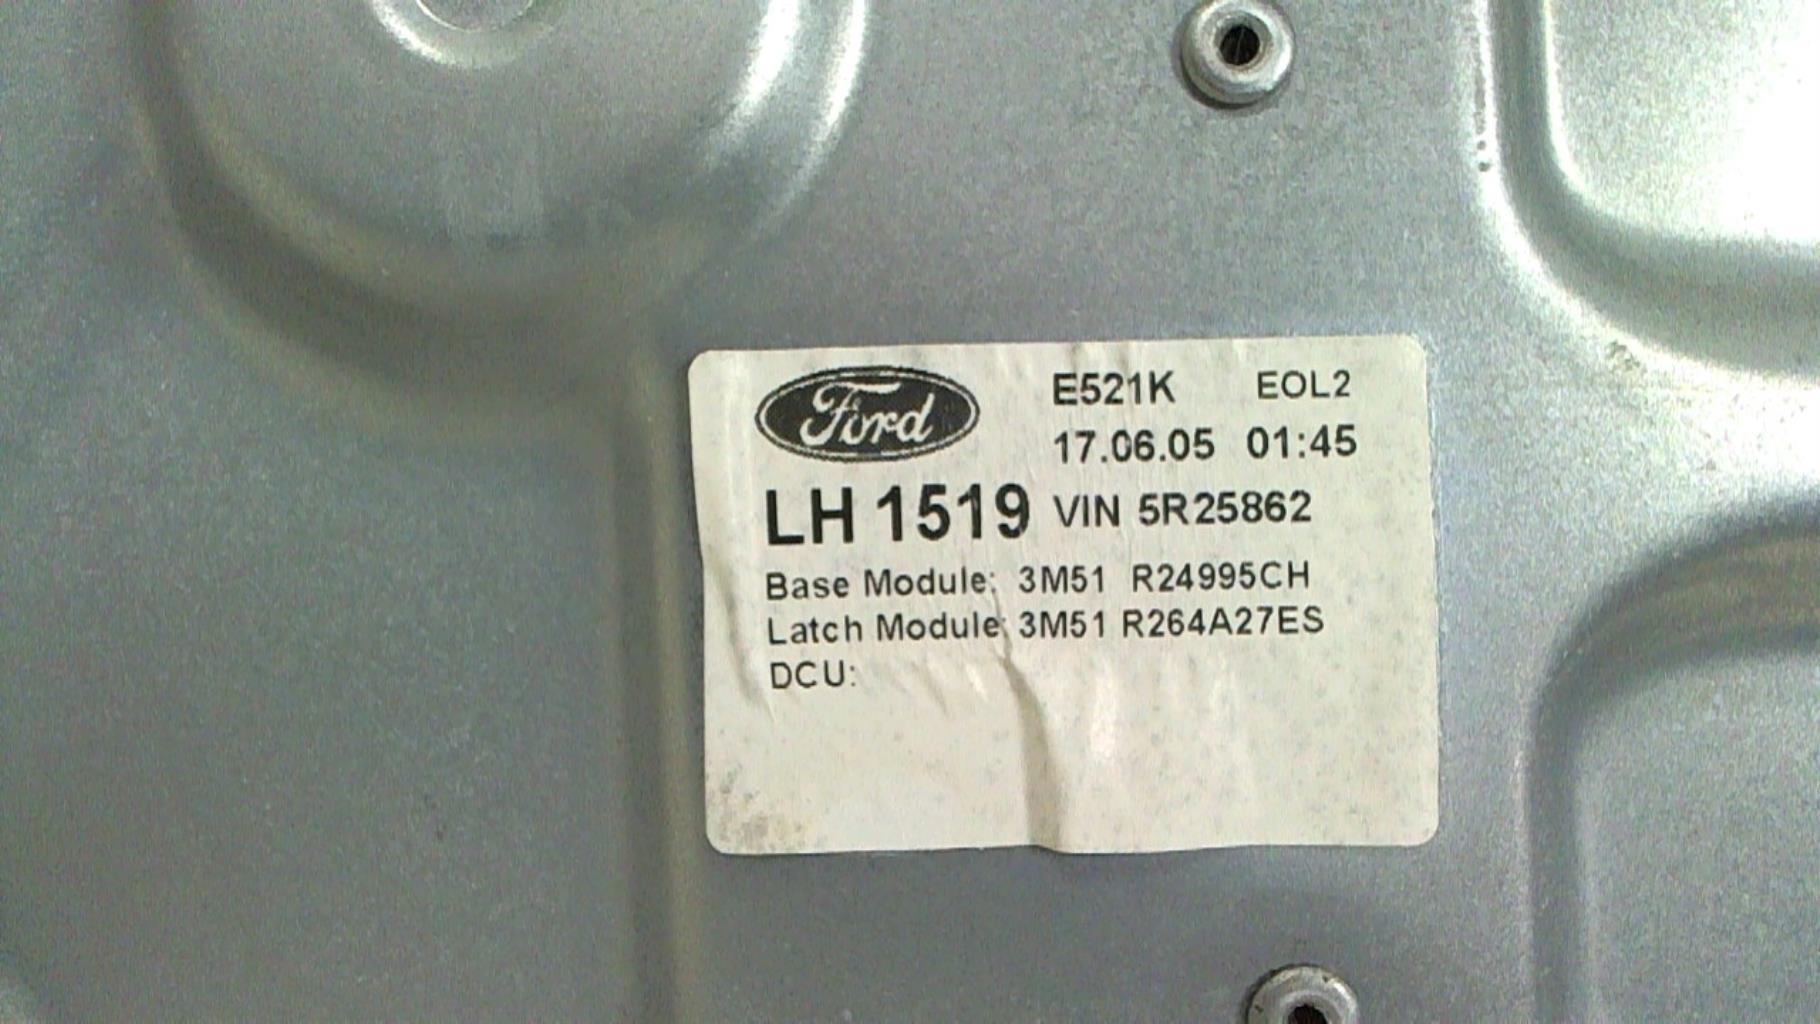 Ford
E521K EOL2
17.06.05 01:45
LH 1519 VIN 5R25862
Base Module: 3M51 R24995CH
Latch Module: 3M51 R264A27ES
DCU: